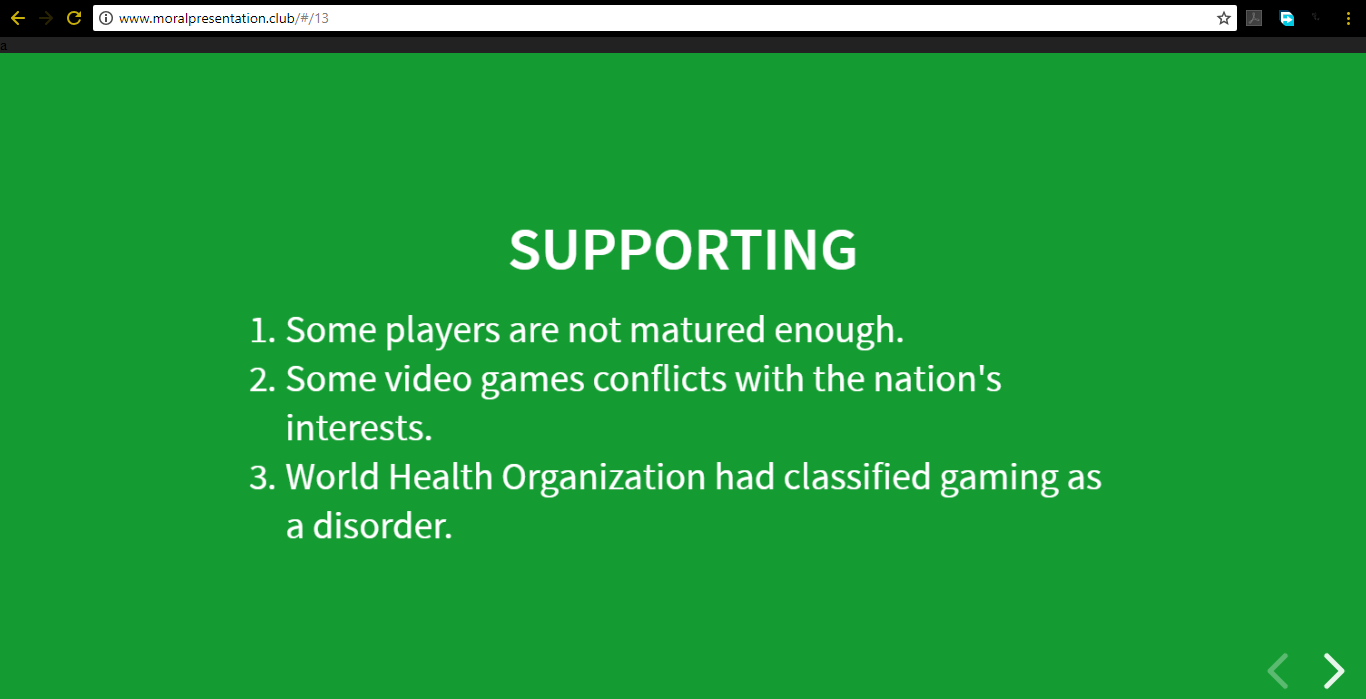 www.moralpresentation.club/#/13
a
SUPPORTING
1. Some players are not matured enough.
2. Some video games conflicts with the nation's
interests.
3. World Health Organization had classified gaming as
a disorder.